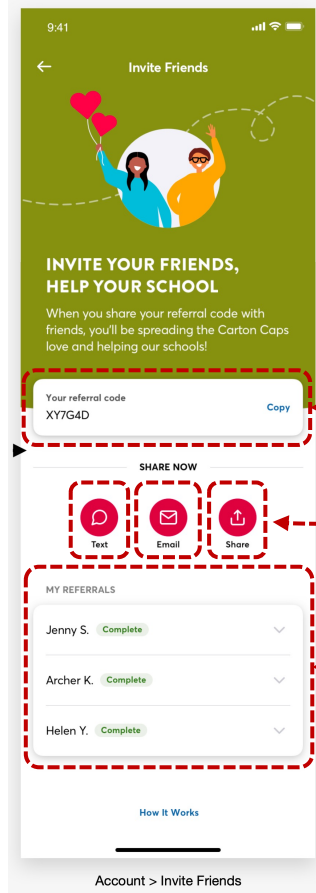 9:41
Invite Friends
INVITE YOUR FRIENDS,
HELP YOUR SCHOOL
When you share your referral code with
friends, you'll be spreading the Carton Caps
love and helping our schools!
Your referral code
XY7G4D
Copy
SHARE NOW
Text Email Share
MY REFERRALS
Jenny S. Complete
Archer K. Complete
Helen Y. Complete
How It Works
Account > Invite Friends